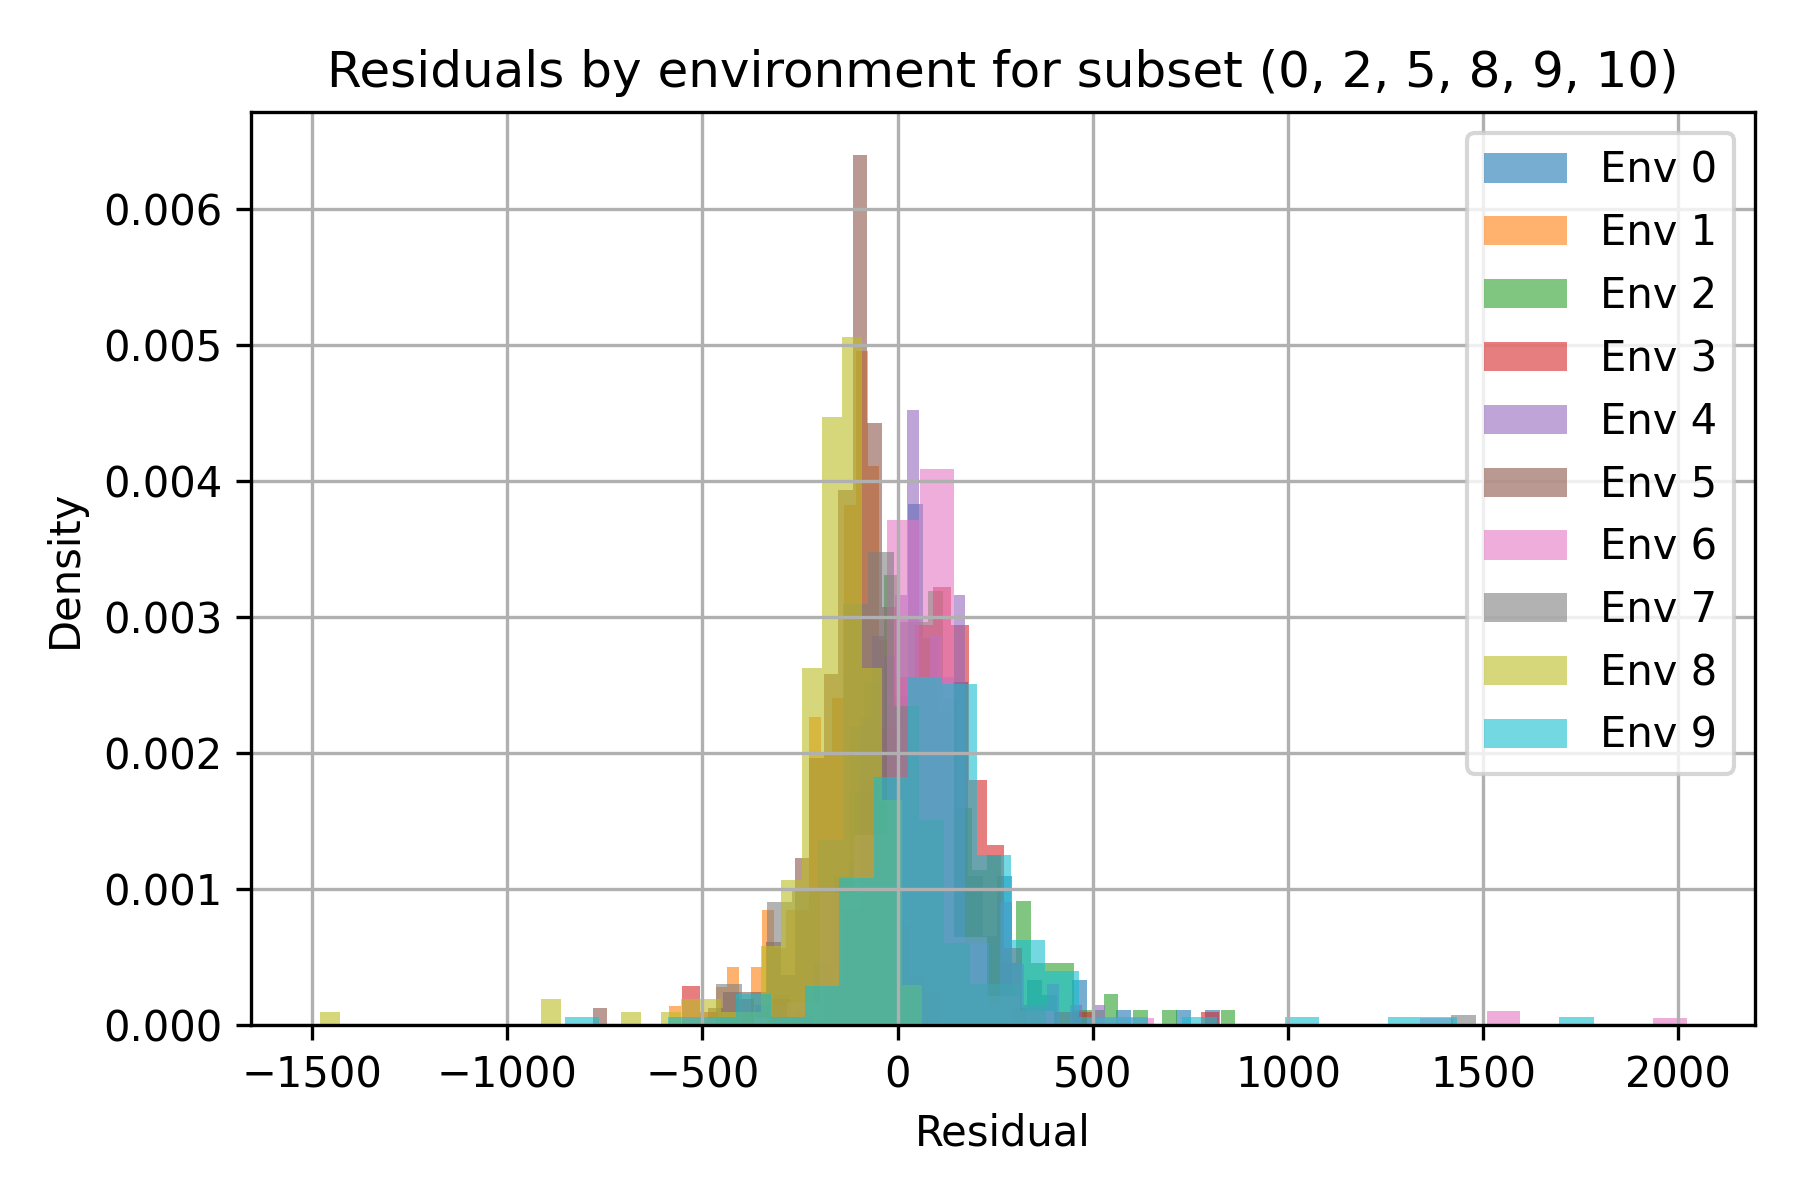 Residuals by environment for subset (0, 2, 5, 8, 9, 10)
Env 0
Env 1
Env 2
Env 3
Env 4
Env 5
Env 6
Env 7
Env 8
Env 9
Density
0.006
0.005
0.004
0.003
0.002
0.001
0.000
−1500 −1000 −500 0 500 1000 1500 2000
Residual